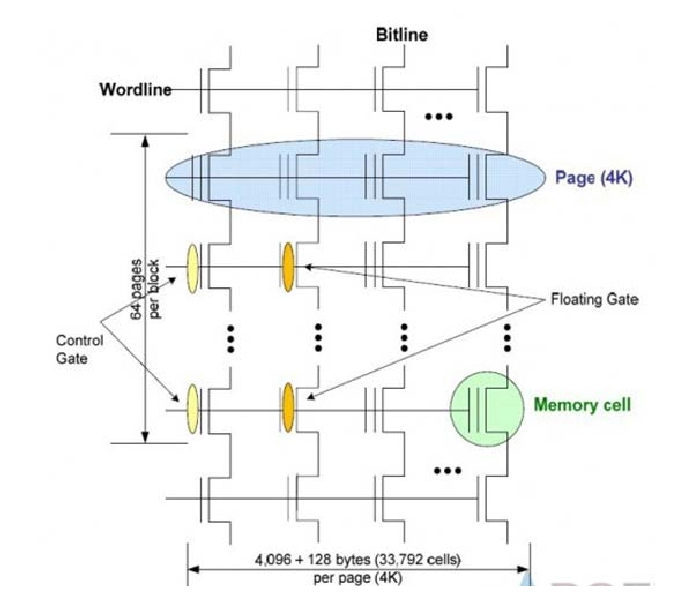 Bitline
Wordline
Page (4K)
64 pages
per block
Floating Gate
Control
Gate
Memory cell
4,096 + 128 bytes (33,792 cells)
per page (4K)